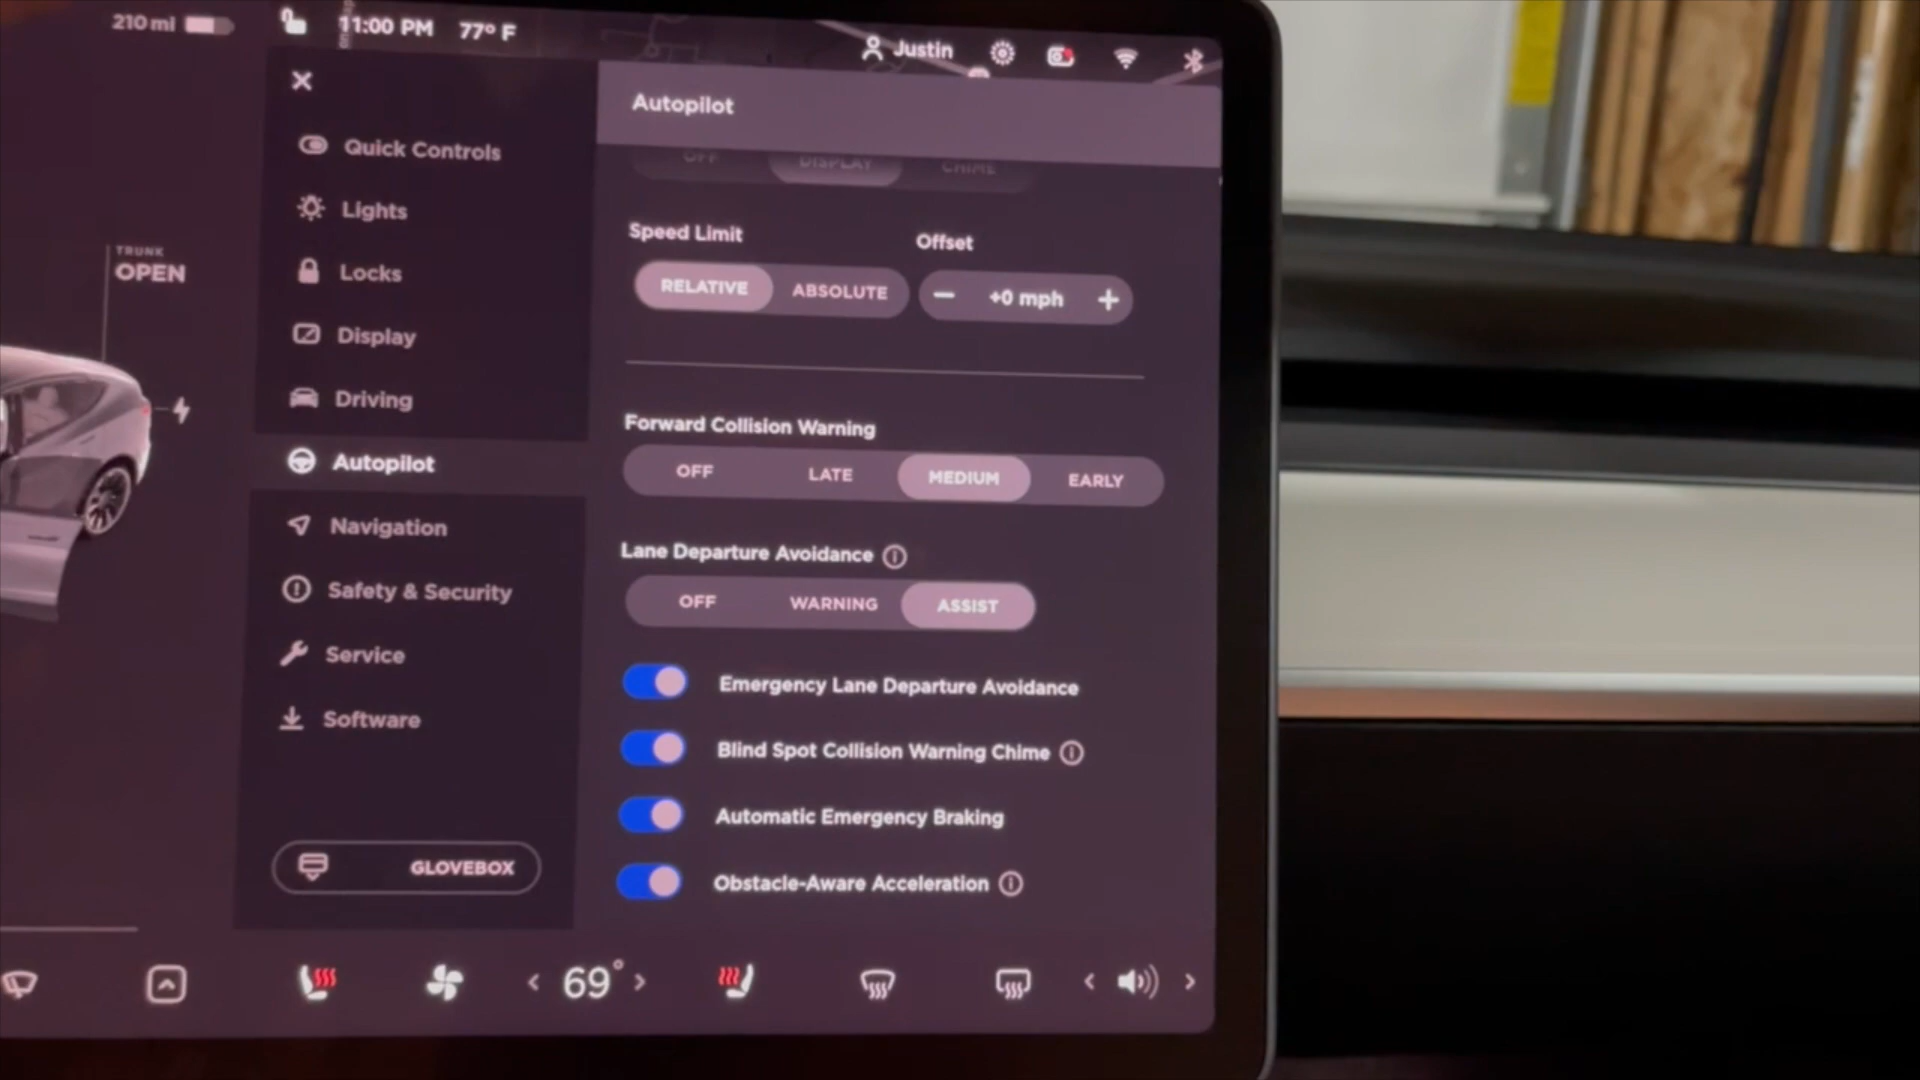 210 mi
11:00 PM
77° F
Justin
Autopilot
OFF
DISPLAY
CHIME
Quick Controls
Lights
Locks
Display
Driving
Autopilot
Navigation
Safety & Security
Service
Software
GLOVEBOX
TRUNK
OPEN
Speed Limit
Offset
RELATIVE
ABSOLUTE
− +0 mph +
Forward Collision Warning
OFF
LATE
MEDIUM
EARLY
Lane Departure Avoidance
OFF
WARNING
ASSIST
Emergency Lane Departure Avoidance
Blind Spot Collision Warning Chime
Automatic Emergency Braking
Obstacle-Aware Acceleration
< 69° >